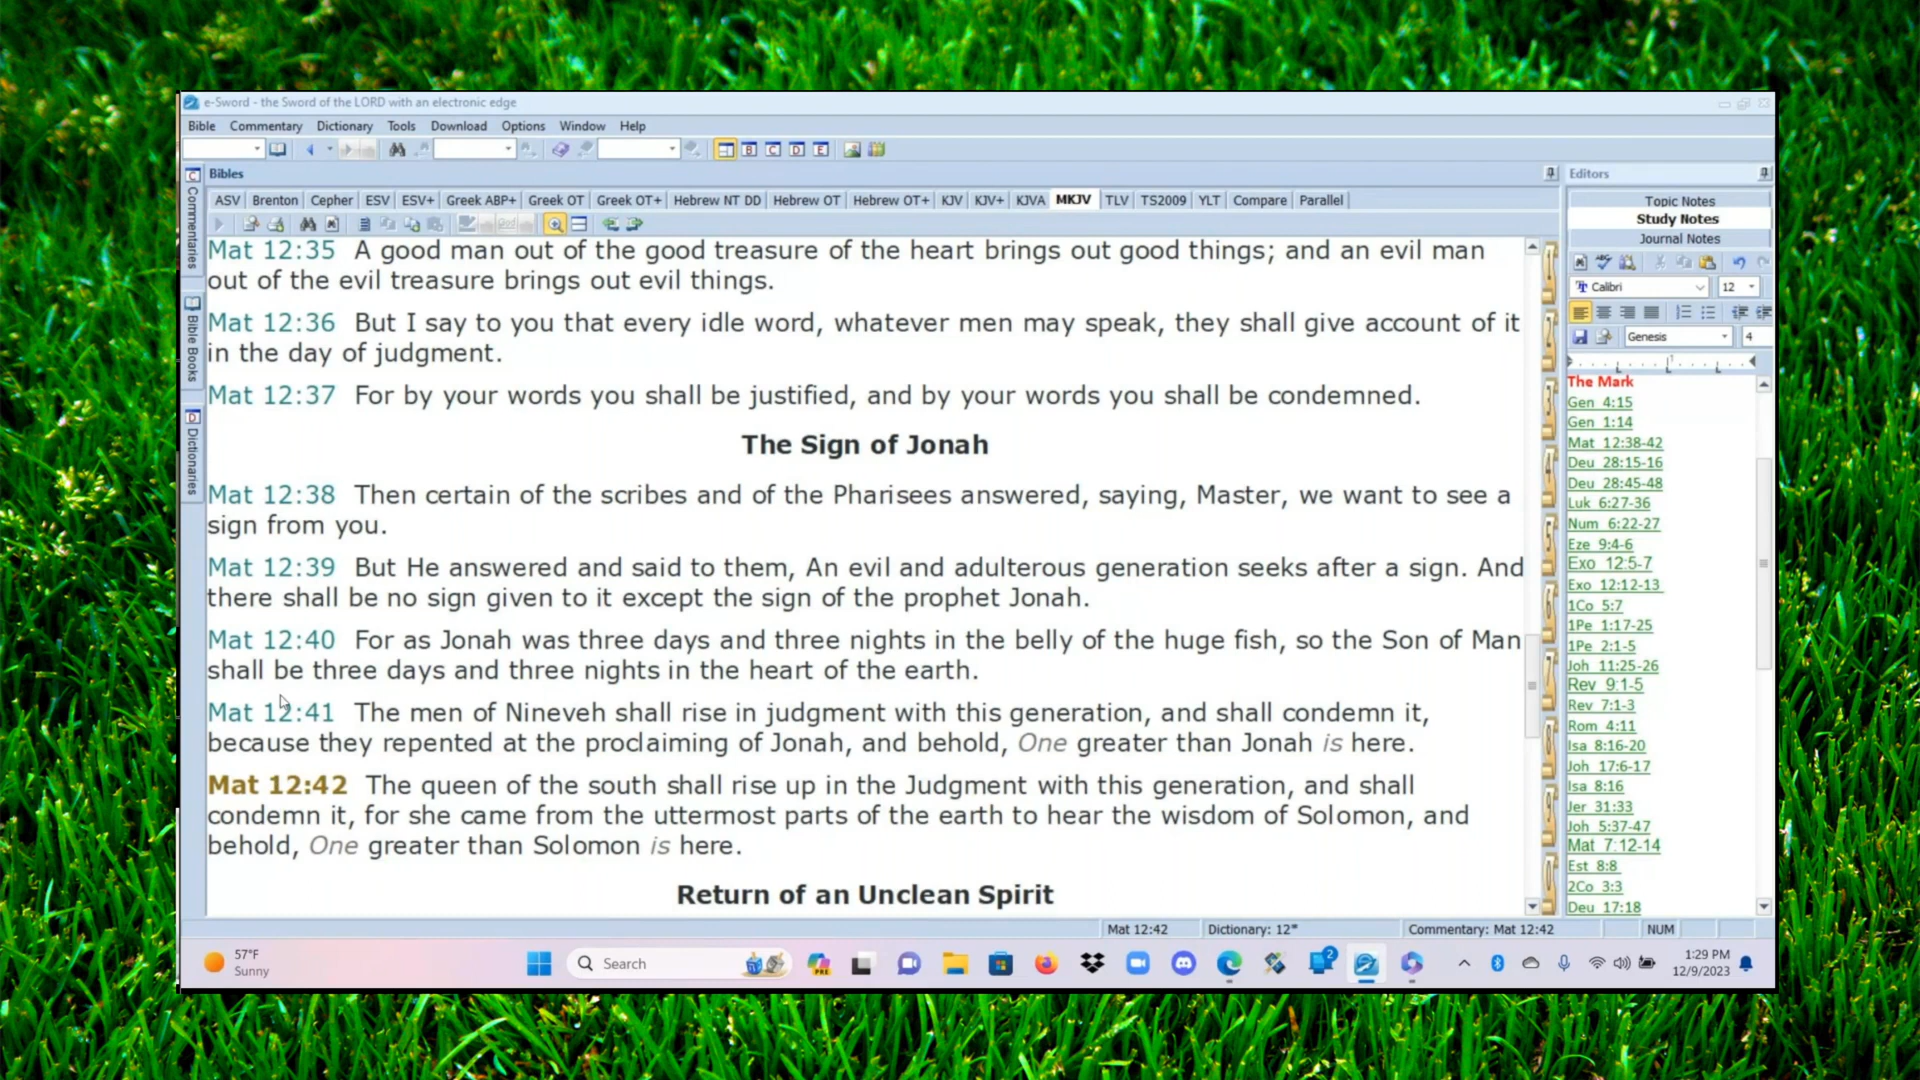 e-Sword - the Sword of the LORD with an electronic edge
Bible Commentary Dictionary Tools Download Options Window Help
B C D E
Bibles
Editors
Commentaries
Bible Books
Dictionaries
ASV Brenton Cepher ESV ESV+ Greek ABP+ Greek OT Greek OT+ Hebrew NT DD Hebrew OT Hebrew OT+ KJV KJV+ KJVA MKJV TLV TS2009 YLT Compare Parallel
Mat 12:35 A good man out of the good treasure of the heart brings out good things; and an evil man
out of the evil treasure brings out evil things.
Mat 12:36 But I say to you that every idle word, whatever men may speak, they shall give account of it
in the day of judgment.
Mat 12:37 For by your words you shall be justified, and by your words you shall be condemned.
The Sign of Jonah
Mat 12:38 Then certain of the scribes and of the Pharisees answered, saying, Master, we want to see a
sign from you.
Mat 12:39 But He answered and said to them, An evil and adulterous generation seeks after a sign. And
there shall be no sign given to it except the sign of the prophet Jonah.
Mat 12:40 For as Jonah was three days and three nights in the belly of the huge fish, so the Son of Man
shall be three days and three nights in the heart of the earth.
Mat 12:41 The men of Nineveh shall rise in judgment with this generation, and shall condemn it,
because they repented at the proclaiming of Jonah, and behold, One greater than Jonah is here.
Mat 12:42 The queen of the south shall rise up in the Judgment with this generation, and shall
condemn it, for she came from the uttermost parts of the earth to hear the wisdom of Solomon, and
behold, One greater than Solomon is here.
Return of an Unclean Spirit
Topic Notes
Study Notes
Journal Notes
Calibri 12
Genesis 4
The Mark
Gen 4:15
Gen 1:14
Mat 12:38-42
Deu 28:15-16
Deu 28:45-48
Luk 6:27-36
Num 6:22-27
Eze 9:4-6
Exo 12:5-7
Exo 12:12-13
1Co 5:7
1Pe 1:17-25
1Pe 2:1-5
Joh 11:25-26
Rev 9:1-5
Rev 7:1-3
Rom 4:11
Isa 8:16-20
Joh 17:6-17
Isa 8:16
Jer 31:33
Joh 5:37-47
Mat 7:12-14
Est 8:8
2Co 3:3
Deu 17:18
Mat 12:42 Dictionary: 12* Commentary: Mat 12:42 NUM
57°F
Sunny
Search
PRE
2
1:29 PM
12/9/2023